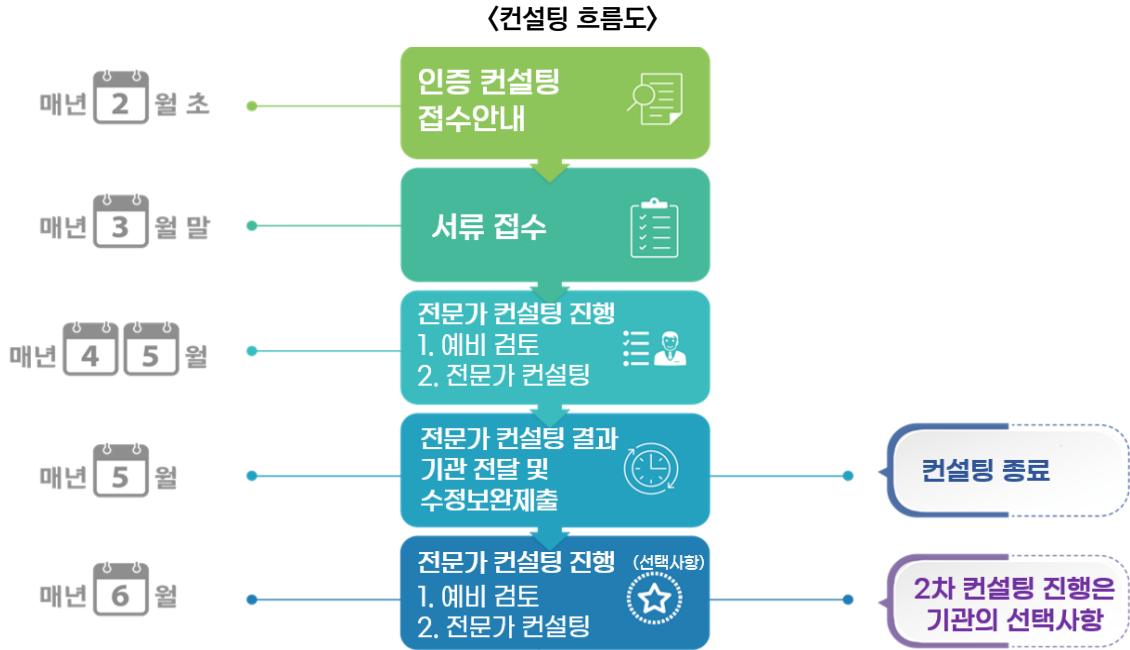 <컨설팅 흐름도>
매년 2 월 초
인증 컨설팅
접수안내
매년 3 월 말
서류 접수
매년 4 5 월
전문가 컨설팅 진행
1. 예비 검토
2. 전문가 컨설팅
매년 5 월
전문가 컨설팅 결과
기관 전달 및
수정보완제출
컨설팅 종료
매년 6 월
전문가 컨설팅 진행 (선택사항)
1. 예비 검토
2. 전문가 컨설팅
2차 컨설팅 진행은
기관의 선택사항